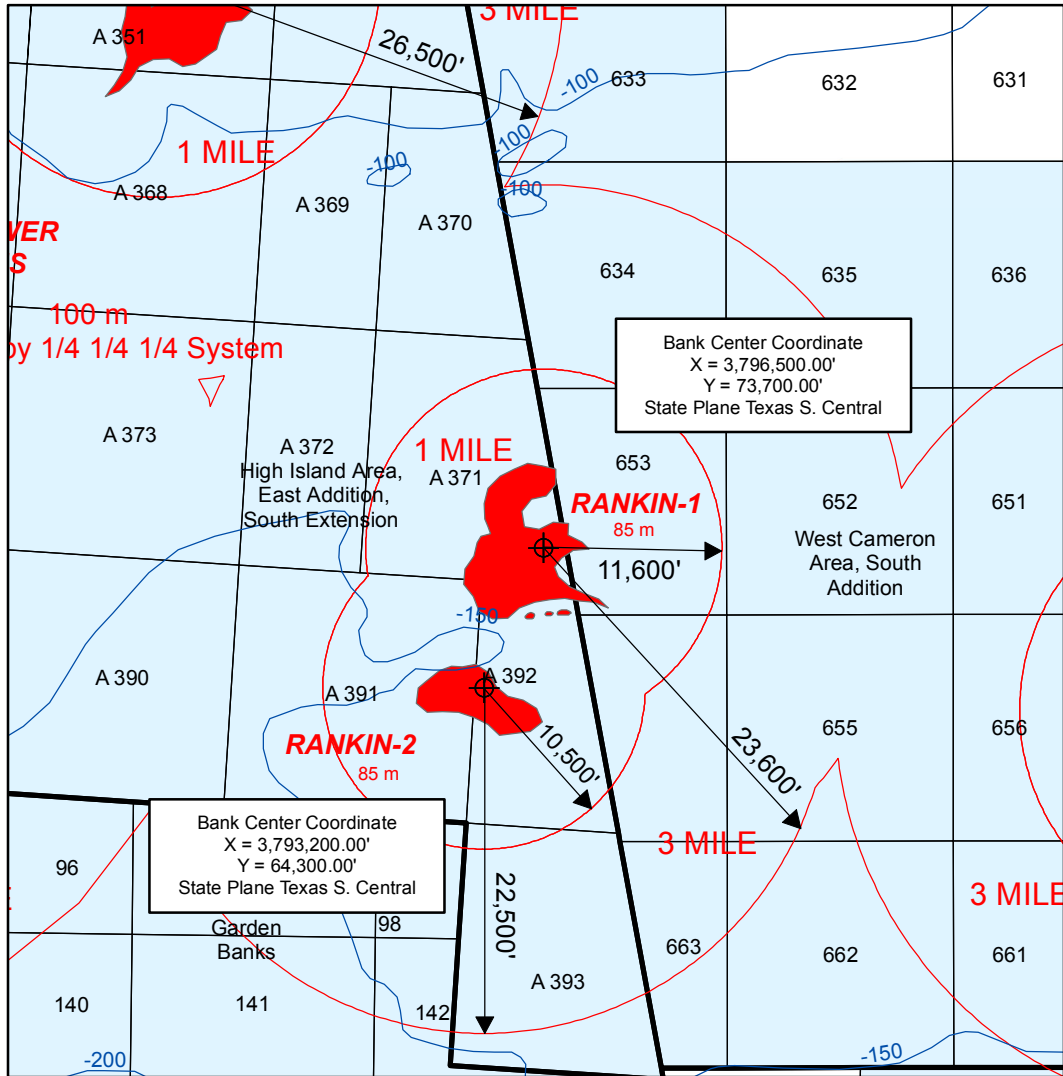 3 MILE
A 351
26,500'
-100
633
632
631
1 MILE
-100
-100
-100
A 368
A 369
A 370
634
635
636
100 m
by 1/4 1/4 1/4 System
Bank Center Coordinate
X = 3,796,500.00'
Y = 73,700.00'
State Plane Texas S. Central
A 373
A 372
High Island Area,
East Addition,
South Extension
1 MILE
A 371
653
RANKIN-1
85 m
11,600'
652
651
West Cameron
Area, South
Addition
-150
A 390
A 391
A 392
RANKIN-2
85 m
10,500'
23,600'
655
656
3 MILE
Bank Center Coordinate
X = 3,793,200.00'
Y = 64,300.00'
State Plane Texas S. Central
96
98
Garden
Banks
22,500'
3 MILE
663
662
661
A 393
140
141
142
-200
-150